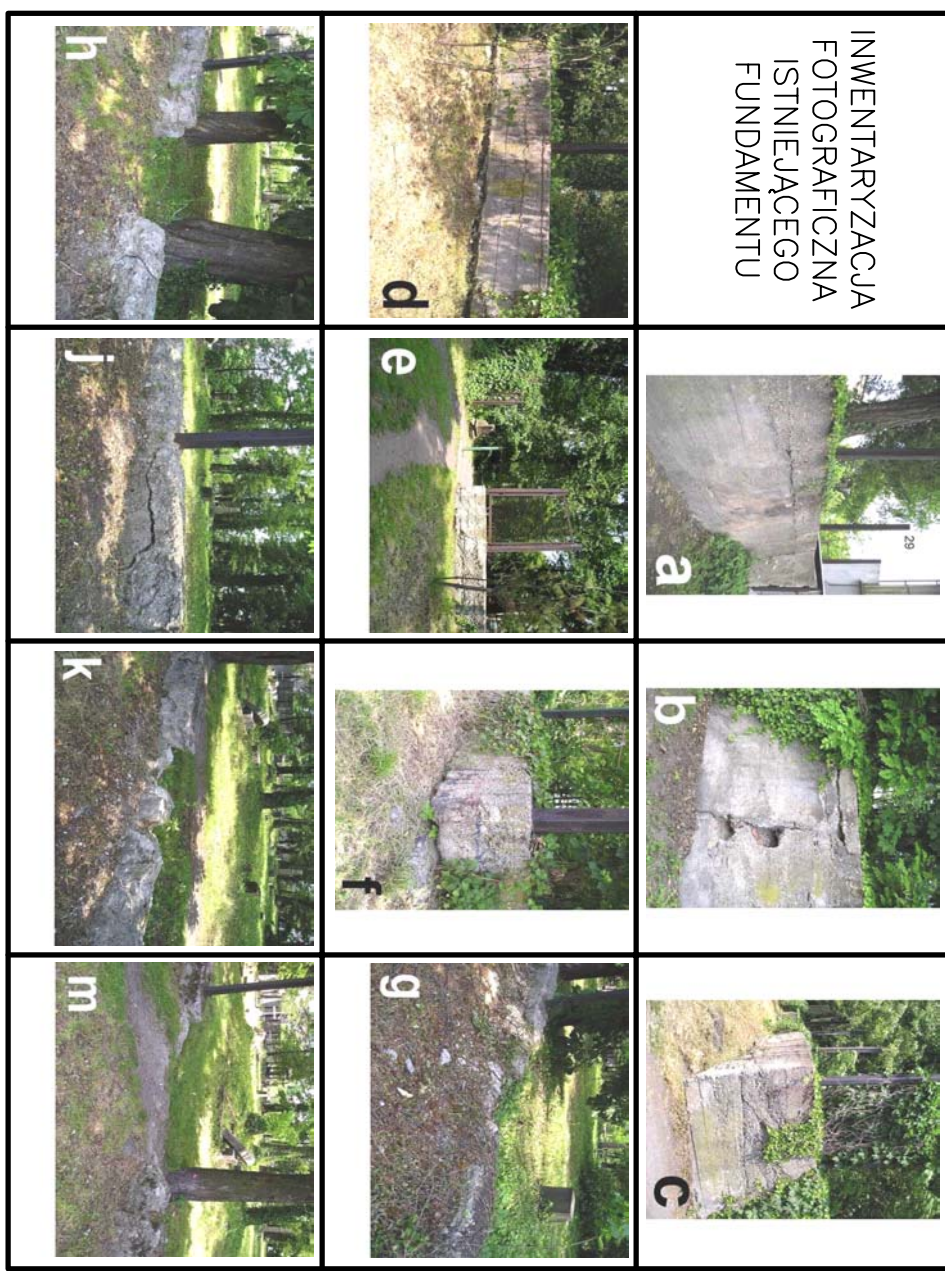 INWENTARYZACJA
FOTOGRAFICZNA
ISTNIEJĄCEGO
FUNDAMENTU
29
a
b
c
d
e
f
g
h
j
k
m